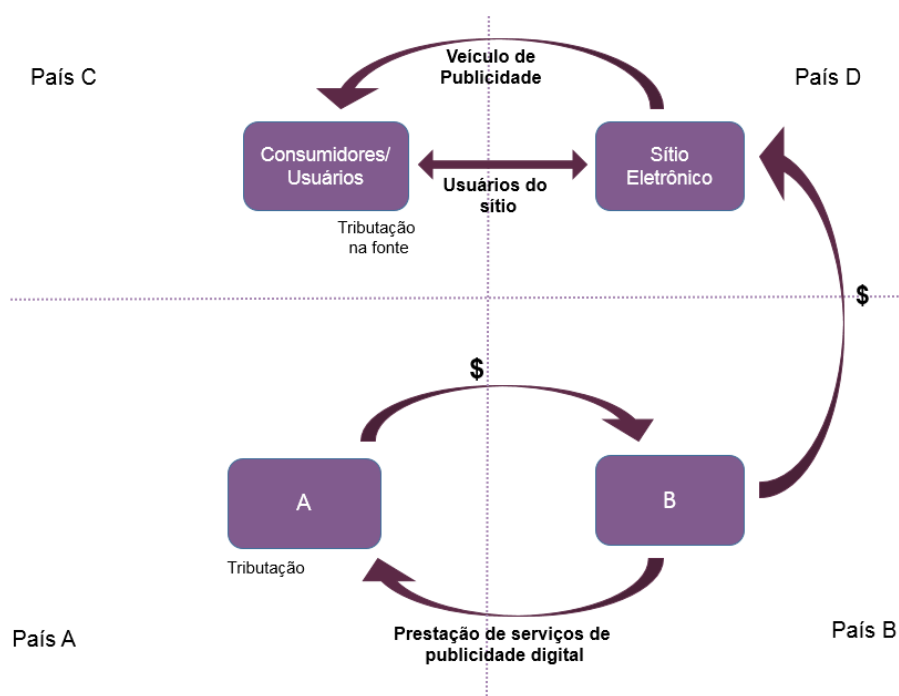 Veículo de
Publicidade
País C
País D
Consumidores/
Usuários
Sítio
Eletrônico
Usuários do
sítio
Tributação
na fonte
$
$
A
B
Tributação
Prestação de serviços de
publicidade digital
País A
País B